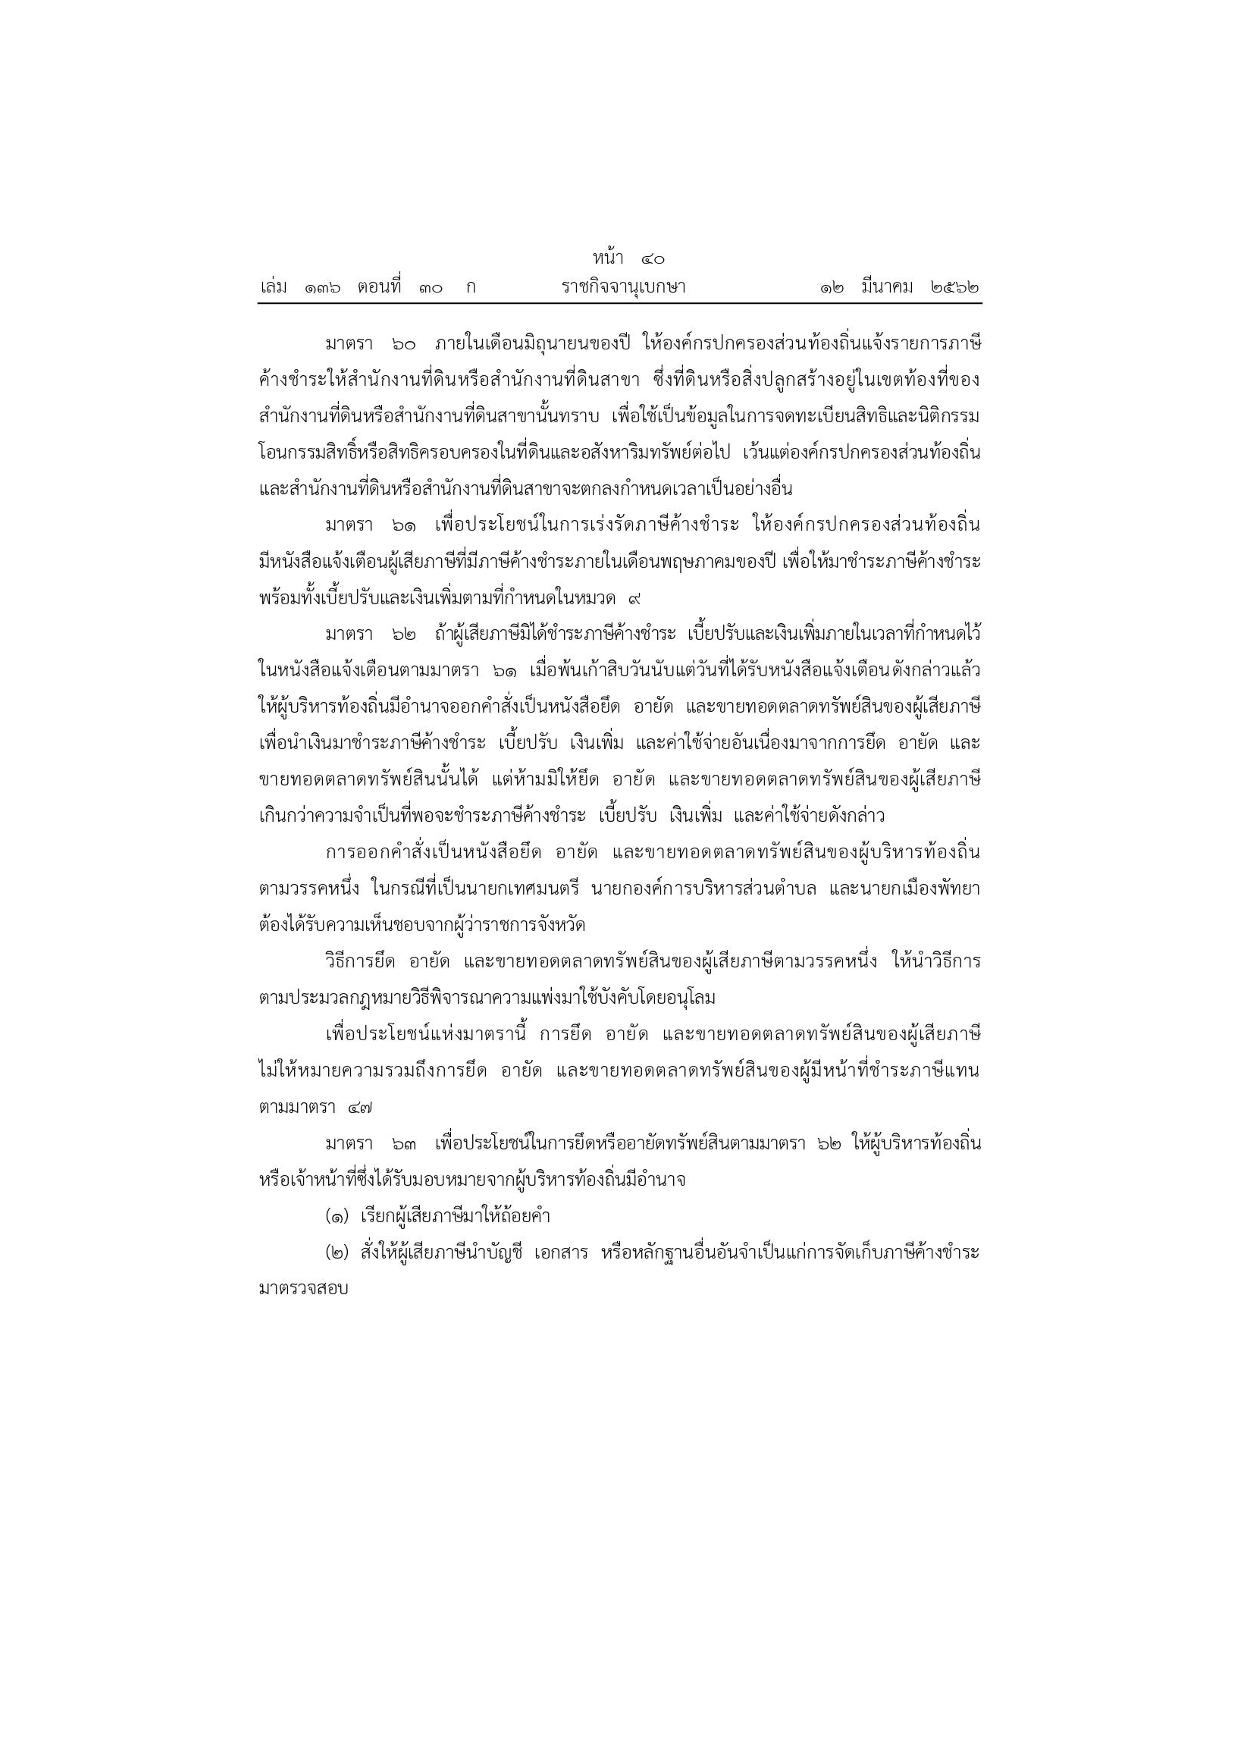 หน้า ๔๐
เล่ม ๑๓๖ ตอนที่ ๓๐ ก ราชกิจจานุเบกษา ๑๒ มีนาคม ๒๕๖๒
มาตรา ๖๐ ภายในเดือนมิถุนายนของปี ให้องค์กรปกครองส่วนท้องถิ่นแจ้งรายการภาษี
ค้างชำระให้สำนักงานที่ดินหรือสำนักงานที่ดินสาขา ซึ่งที่ดินหรือสิ่งปลูกสร้างอยู่ในเขตท้องที่ของ
สำนักงานที่ดินหรือสำนักงานที่ดินสาขานั้นทราบ เพื่อใช้เป็นข้อมูลในการจดทะเบียนสิทธิและนิติกรรม
โอนกรรมสิทธิ์หรือสิทธิครอบครองในที่ดินและอสังหาริมทรัพย์ต่อไป เว้นแต่องค์กรปกครองส่วนท้องถิ่น
และสำนักงานที่ดินหรือสำนักงานที่ดินสาขาจะตกลงกำหนดเวลาเป็นอย่างอื่น
มาตรา ๖๑ เพื่อประโยชน์ในการเร่งรัดภาษีค้างชำระ ให้องค์กรปกครองส่วนท้องถิ่น
มีหนังสือแจ้งเตือนผู้เสียภาษีที่มีภาษีค้างชำระภายในเดือนพฤษภาคมของปี เพื่อให้มาชำระภาษีค้างชำระ
พร้อมทั้งเบี้ยปรับและเงินเพิ่มตามที่กำหนดในหมวด ๙
มาตรา ๖๒ ถ้าผู้เสียภาษีมิได้ชำระภาษีค้างชำระ เบี้ยปรับและเงินเพิ่มภายในเวลาที่กำหนดไว้
ในหนังสือแจ้งเตือนตามมาตรา ๖๑ เมื่อพ้นเก้าสิบวันนับแต่วันที่ได้รับหนังสือแจ้งเตือนดังกล่าวแล้ว
ให้ผู้บริหารท้องถิ่นมีอำนาจออกคำสั่งเป็นหนังสือยึด อายัด และขายทอดตลาดทรัพย์สินของผู้เสียภาษี
เพื่อนำเงินมาชำระภาษีค้างชำระ เบี้ยปรับ เงินเพิ่ม และค่าใช้จ่ายอันเนื่องมาจากการยึด อายัด และ
ขายทอดตลาดทรัพย์สินนั้นได้ แต่ห้ามมิให้ยึด อายัด และขายทอดตลาดทรัพย์สินของผู้เสียภาษี
เกินกว่าความจำเป็นที่พอจะชำระภาษีค้างชำระ เบี้ยปรับ เงินเพิ่ม และค่าใช้จ่ายดังกล่าว
การออกคำสั่งเป็นหนังสือยึด อายัด และขายทอดตลาดทรัพย์สินของผู้บริหารท้องถิ่น
ตามวรรคหนึ่ง ในกรณีที่เป็นนายกเทศมนตรี นายกองค์การบริหารส่วนตำบล และนายกเมืองพัทยา
ต้องได้รับความเห็นชอบจากผู้ว่าราชการจังหวัด
วิธีการยึด อายัด และขายทอดตลาดทรัพย์สินของผู้เสียภาษีตามวรรคหนึ่ง ให้นำวิธีการ
ตามประมวลกฎหมายวิธีพิจารณาความแพ่งมาใช้บังคับโดยอนุโลม
เพื่อประโยชน์แห่งมาตรานี้ การยึด อายัด และขายทอดตลาดทรัพย์สินของผู้เสียภาษี
ไม่ให้หมายความรวมถึงการยึด อายัด และขายทอดตลาดทรัพย์สินของผู้มีหน้าที่ชำระภาษีแทน
ตามมาตรา ๔๗
มาตรา ๖๓ เพื่อประโยชน์ในการยึดหรืออายัดทรัพย์สินตามมาตรา ๖๒ ให้ผู้บริหารท้องถิ่น
หรือเจ้าหน้าที่ซึ่งได้รับมอบหมายจากผู้บริหารท้องถิ่นมีอำนาจ
(๑) เรียกผู้เสียภาษีมาให้ถ้อยคำ
(๒) สั่งให้ผู้เสียภาษีนำบัญชี เอกสาร หรือหลักฐานอื่นอันจำเป็นแก่การจัดเก็บภาษีค้างชำระ
มาตรวจสอบ